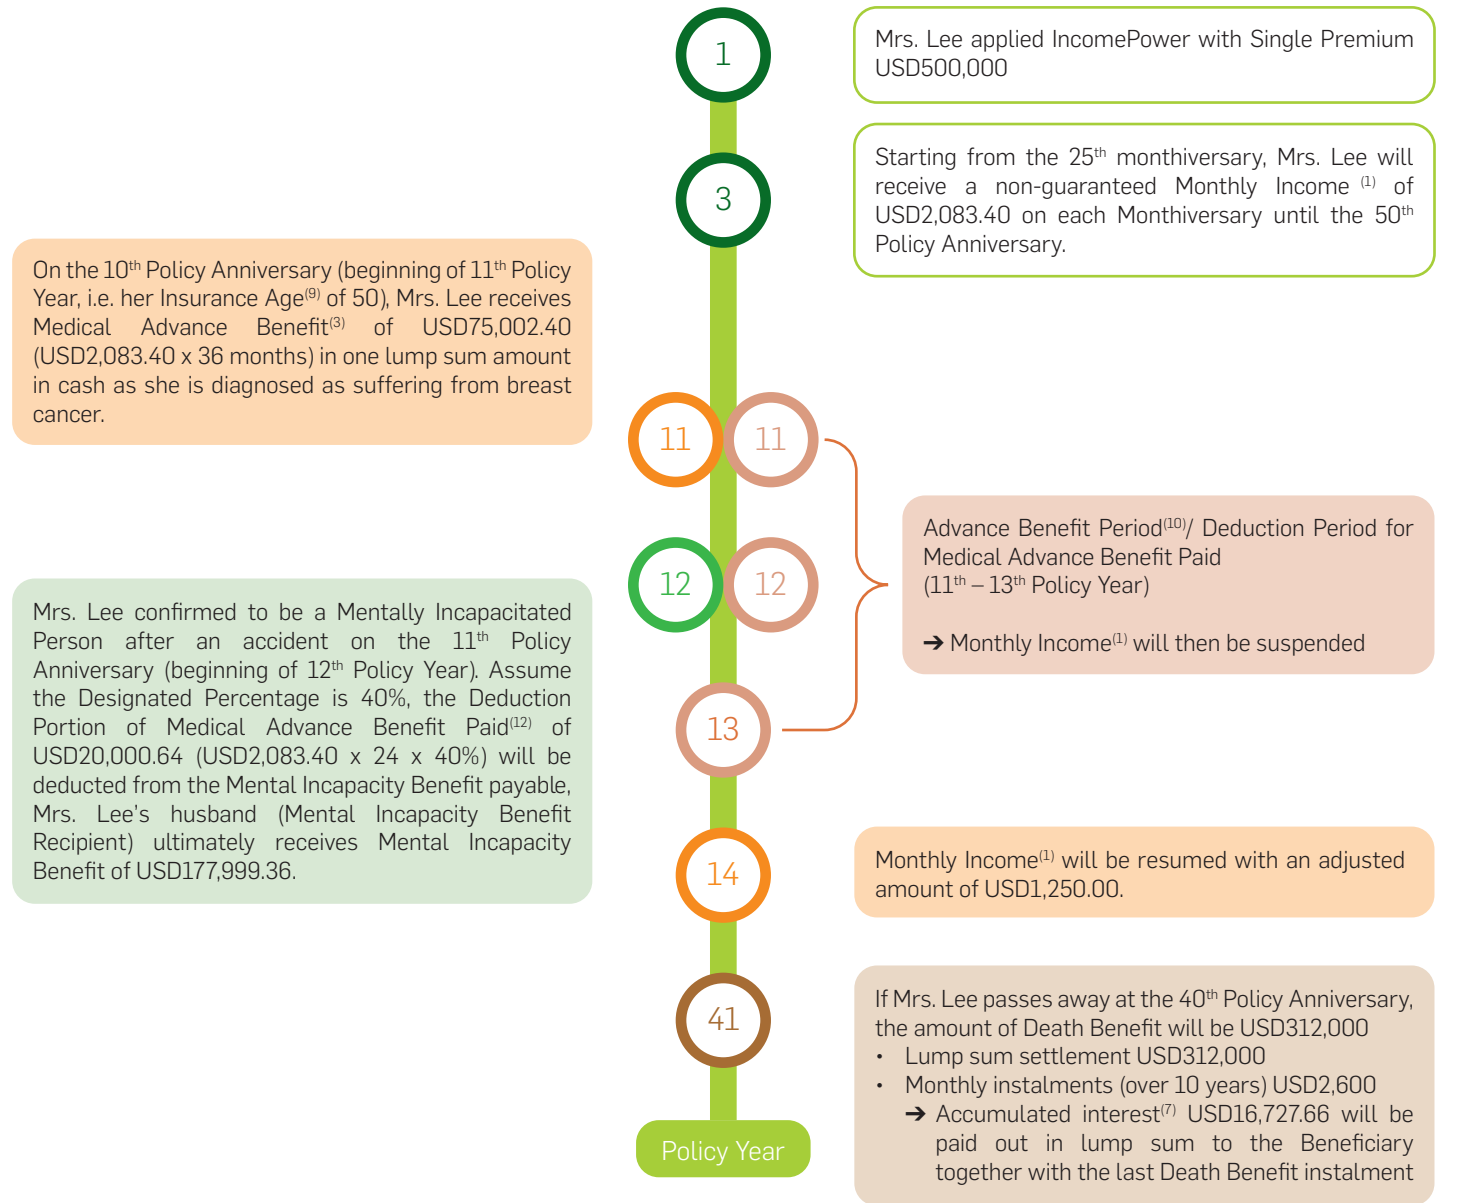 1
Mrs. Lee applied IncomePower with Single Premium
USD500,000
3
Starting from the 25th monthiversary, Mrs. Lee will
receive a non-guaranteed Monthly Income (1) of
USD2,083.40 on each Monthiversary until the 50th
Policy Anniversary.
On the 10th Policy Anniversary (beginning of 11th Policy
Year, i.e. her Insurance Age(9) of 50), Mrs. Lee receives
Medical Advance Benefit(3) of USD75,002.40
(USD2,083.40 x 36 months) in one lump sum amount
in cash as she is diagnosed as suffering from breast
cancer.
11 11
Advance Benefit Period(10)/ Deduction Period for
Medical Advance Benefit Paid
(11th – 13th Policy Year)
➔ Monthly Income(1) will then be suspended
12 12
Mrs. Lee confirmed to be a Mentally Incapacitated
Person after an accident on the 11th Policy
Anniversary (beginning of 12th Policy Year). Assume
the Designated Percentage is 40%, the Deduction
Portion of Medical Advance Benefit Paid(12) of
USD20,000.64 (USD2,083.40 x 24 x 40%) will be
deducted from the Mental Incapacity Benefit payable,
Mrs. Lee's husband (Mental Incapacity Benefit
Recipient) ultimately receives Mental Incapacity
Benefit of USD177,999.36.
13
14
Monthly Income(1) will be resumed with an adjusted
amount of USD1,250.00.
41
If Mrs. Lee passes away at the 40th Policy Anniversary,
the amount of Death Benefit will be USD312,000
• Lump sum settlement USD312,000
• Monthly instalments (over 10 years) USD2,600
➔ Accumulated interest(7) USD16,727.66 will be
paid out in lump sum to the Beneficiary
together with the last Death Benefit instalment
Policy Year